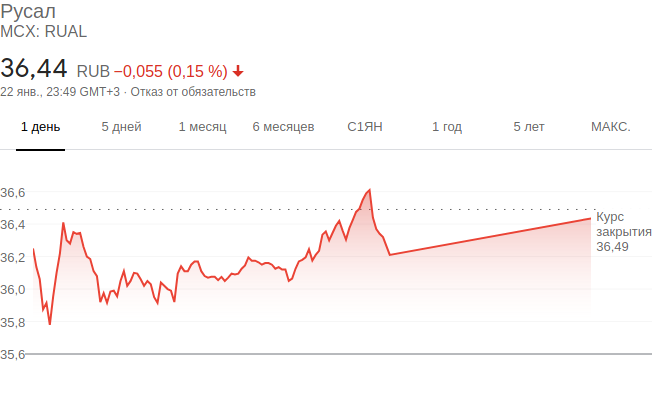 Русал
MCX: RUAL
36,44 RUB −0,055 (0,15 %)
22 янв., 23:49 GMT+3 · Отказ от обязательств
1 день 5 дней 1 месяц 6 месяцев С1ЯН 1 год 5 лет МАКС.
36,6
36,4
36,2
36,0
35,8
35,6
Курс
закрытия
36,49